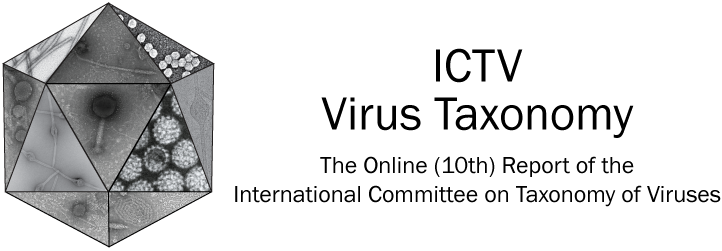 ICTV
Virus Taxonomy
The Online (10th) Report of the
International Committee on Taxonomy of Viruses